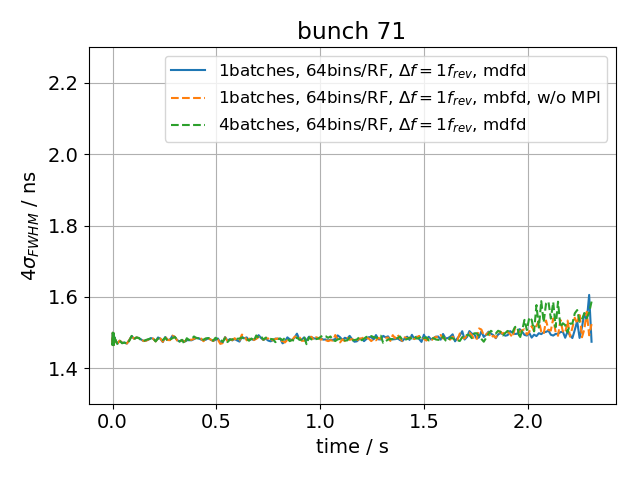 bunch 71
1batches, 64bins/RF, Δf = 1f_rev, mdfd
1batches, 64bins/RF, Δf = 1f_rev, mbfd, w/o MPI
4batches, 64bins/RF, Δf = 1f_rev, mdfd
4σ_FWHM / ns
2.2
2.0
1.8
1.6
1.4
0.0 0.5 1.0 1.5 2.0
time / s